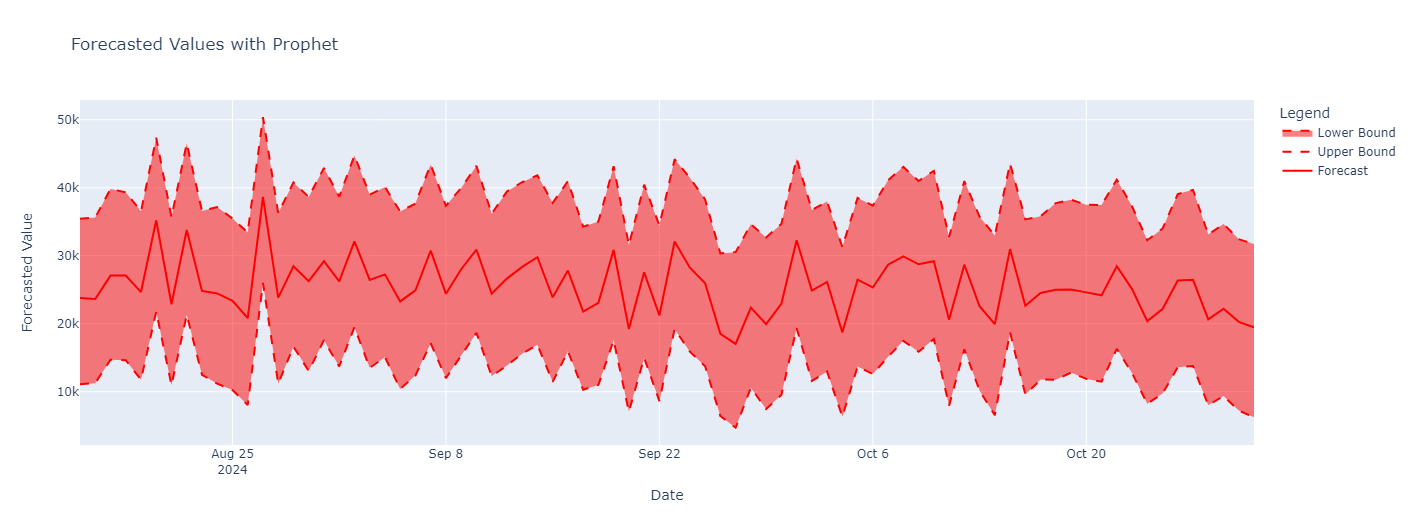 Forecasted Values with Prophet
Legend
Lower Bound
Upper Bound
Forecast
Forecasted Value
50k
40k
30k
20k
10k
Aug 25
2024
Sep 8
Sep 22
Oct 6
Oct 20
Date